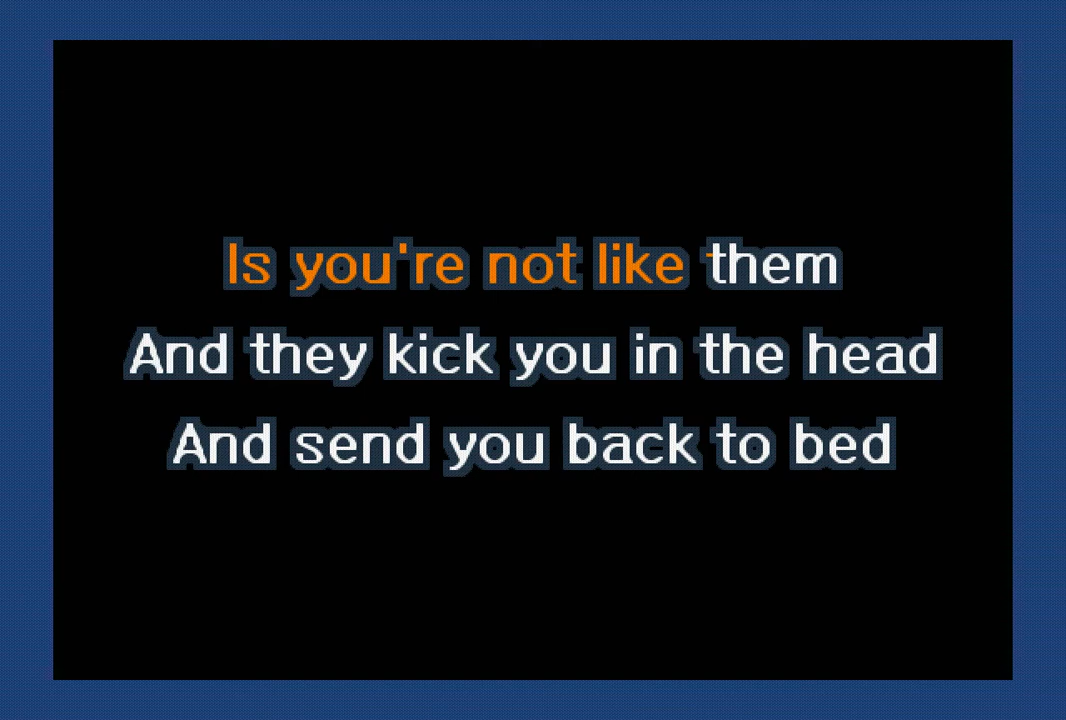 Is you're not like them
And they kick you in the head
And send you back to bed